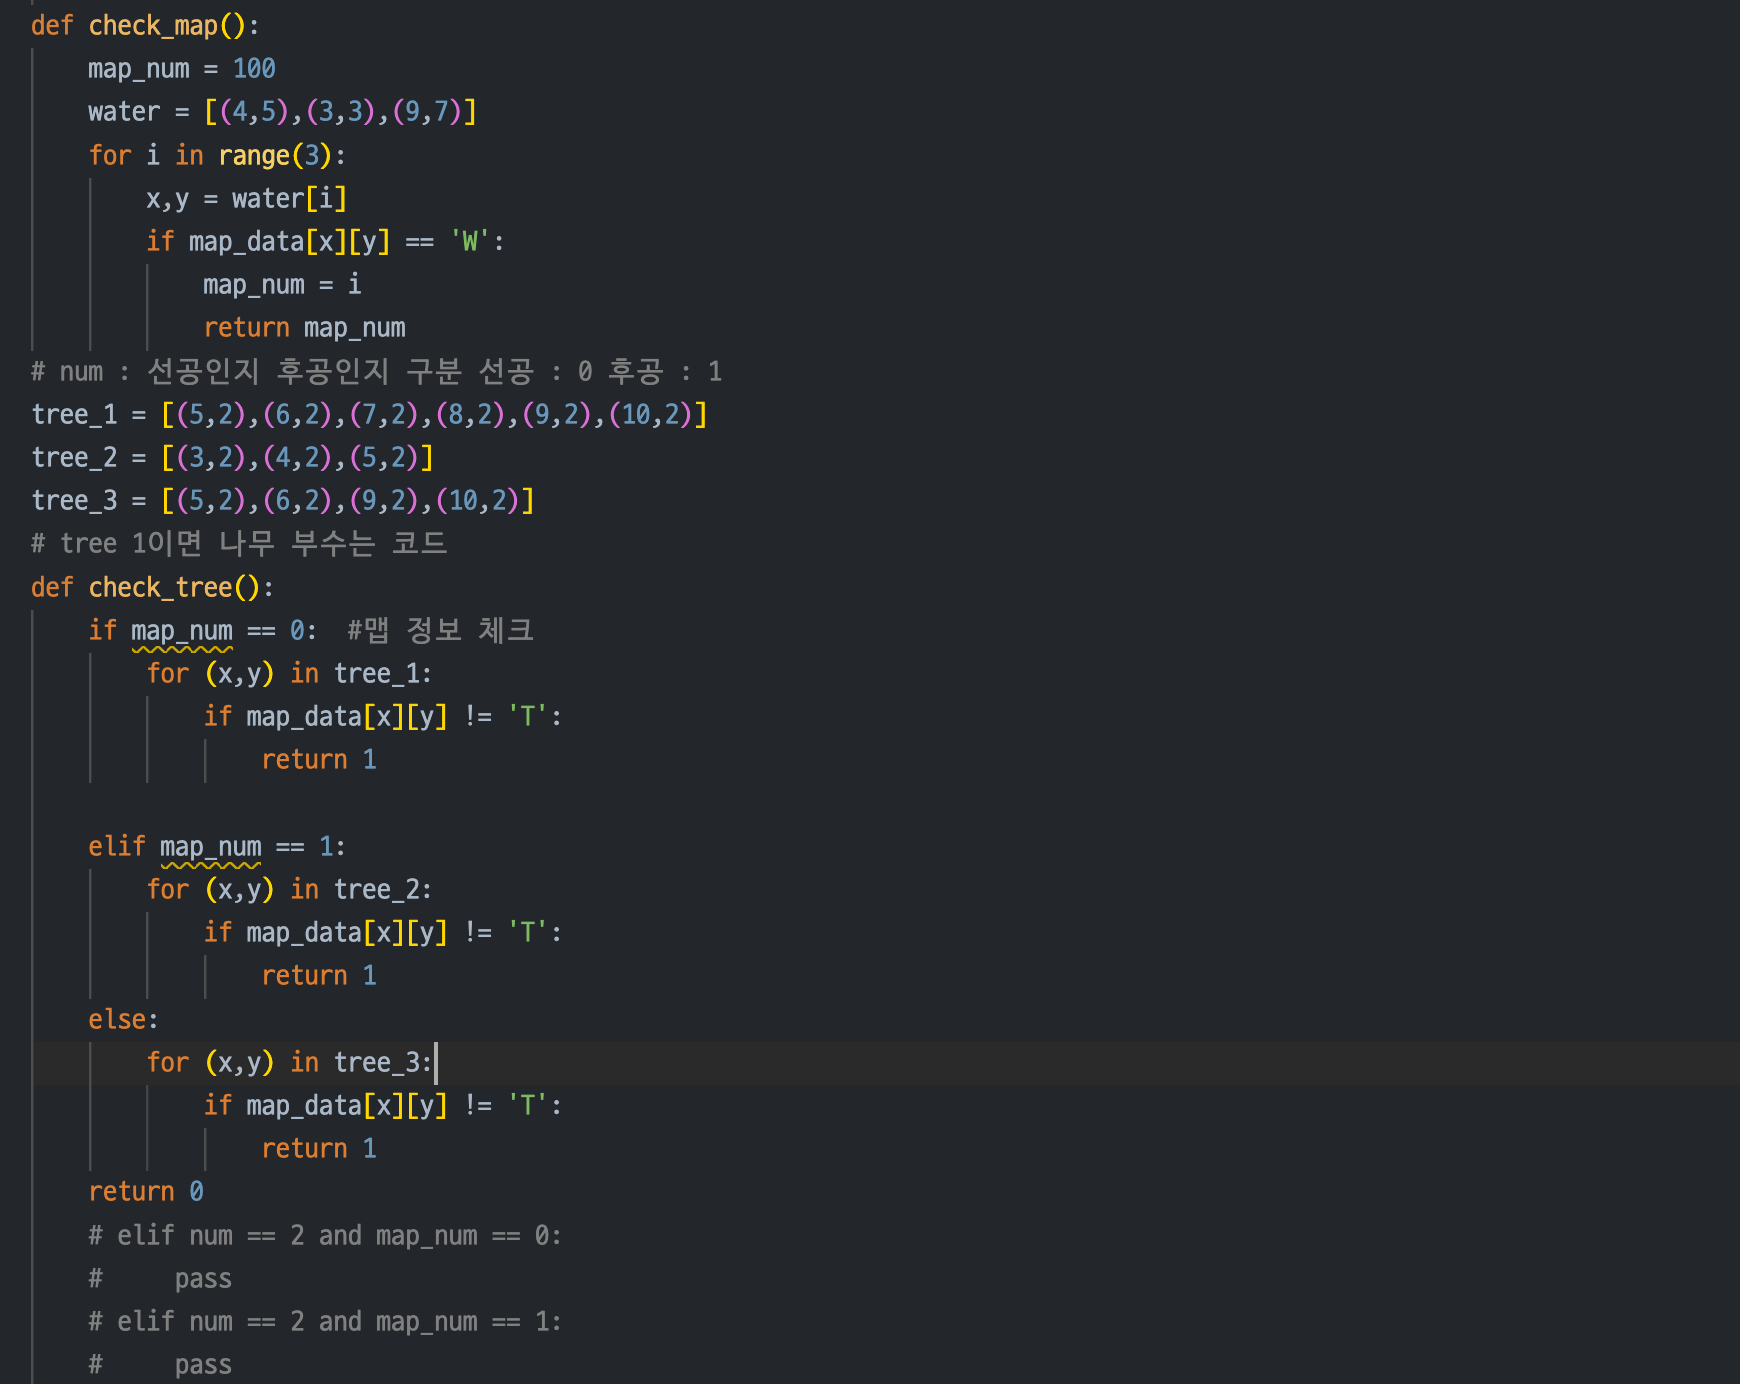 def check_map():
    map_num = 100
    water = [(4,5),(3,3),(9,7)]
    for i in range(3):
        x,y = water[i]
        if map_data[x][y] == 'W':
            map_num = i
            return map_num
# num : 선공인지 후공인지 구분 선공 : 0 후공 : 1
tree_1 = [(5,2),(6,2),(7,2),(8,2),(9,2),(10,2)]
tree_2 = [(3,2),(4,2),(5,2)]
tree_3 = [(5,2),(6,2),(9,2),(10,2)]
# tree 1이면 나무 부수는 코드
def check_tree():
    if map_num == 0:  #맵 정보 체크
        for (x,y) in tree_1:
            if map_data[x][y] != 'T':
                return 1
    elif map_num == 1:
        for (x,y) in tree_2:
            if map_data[x][y] != 'T':
                return 1
    else:
        for (x,y) in tree_3:
            if map_data[x][y] != 'T':
                return 1
    return 0
    # elif num == 2 and map_num == 0:
    #     pass
    # elif num == 2 and map_num == 1:
    #     pass